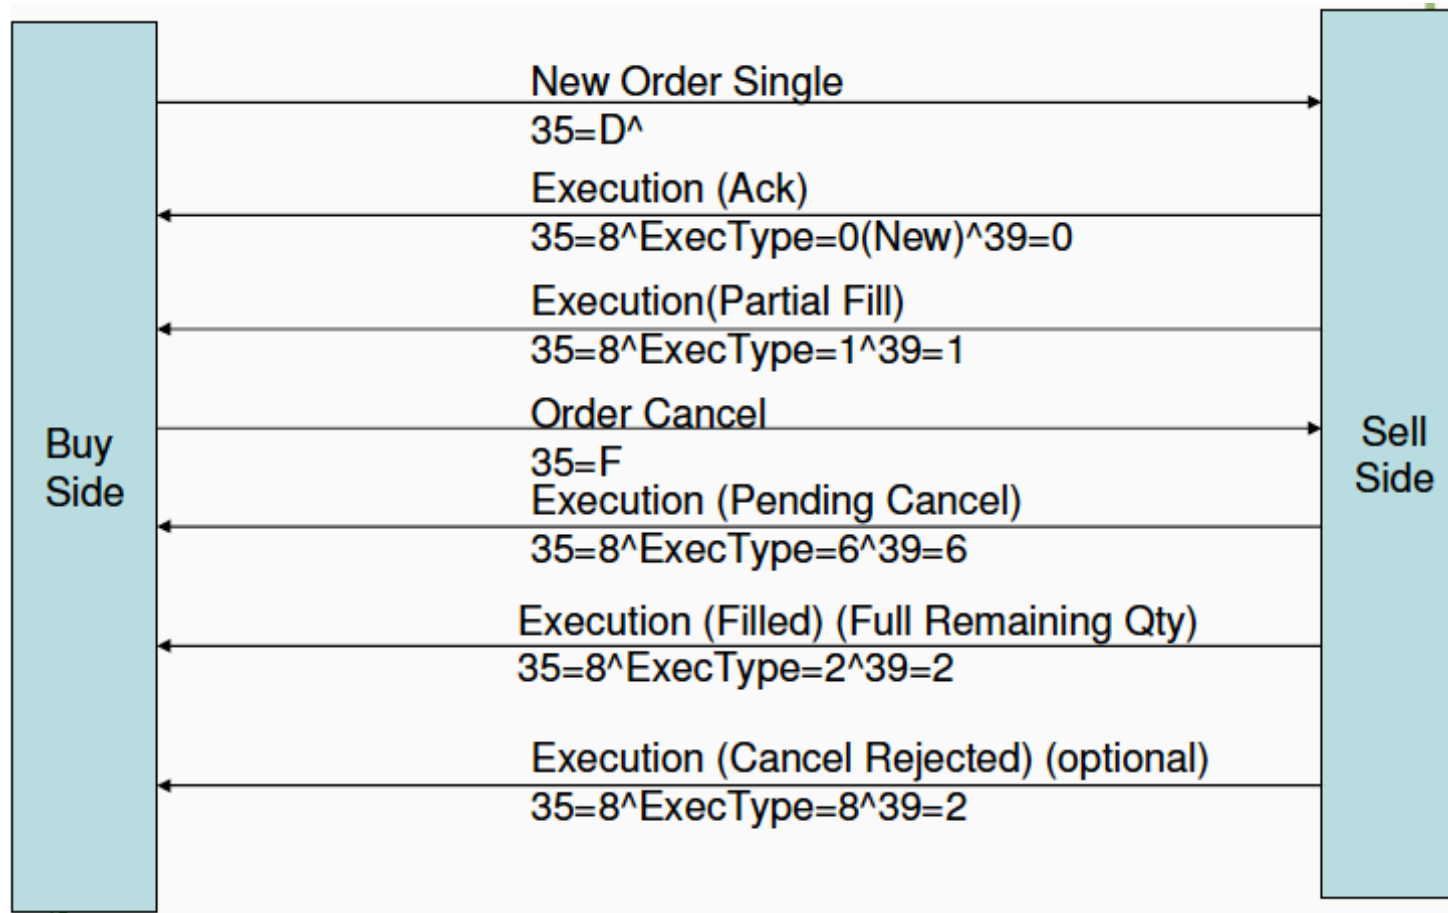 New Order Single
35=D^
Execution (Ack)
35=8^ExecType=0(New)^39=0
Execution(Partial Fill)
35=8^ExecType=1^39=1
Order Cancel
35=F
Execution (Pending Cancel)
35=8^ExecType=6^39=6
Execution (Filled) (Full Remaining Qty)
35=8^ExecType=2^39=2
Execution (Cancel Rejected) (optional)
35=8^ExecType=8^39=2
Buy
Side
Sell
Side